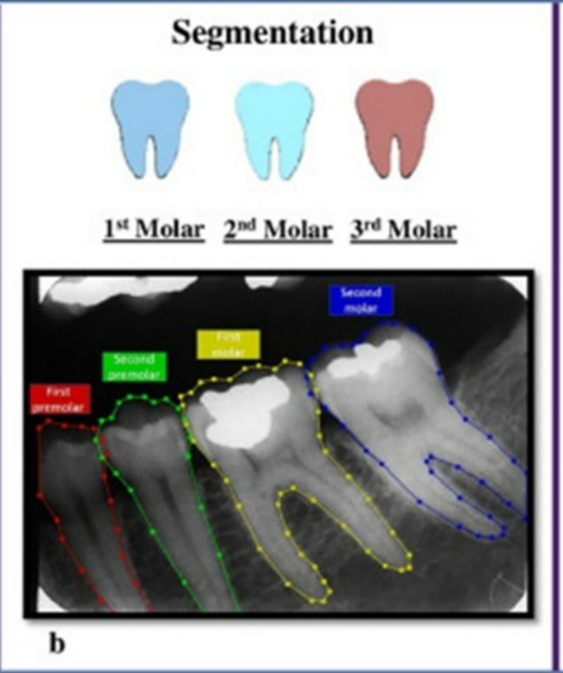 Segmentation
1st Molar 2nd Molar 3rd Molar
Second
molar
First
molar
Second
premolar
First
premolar
b